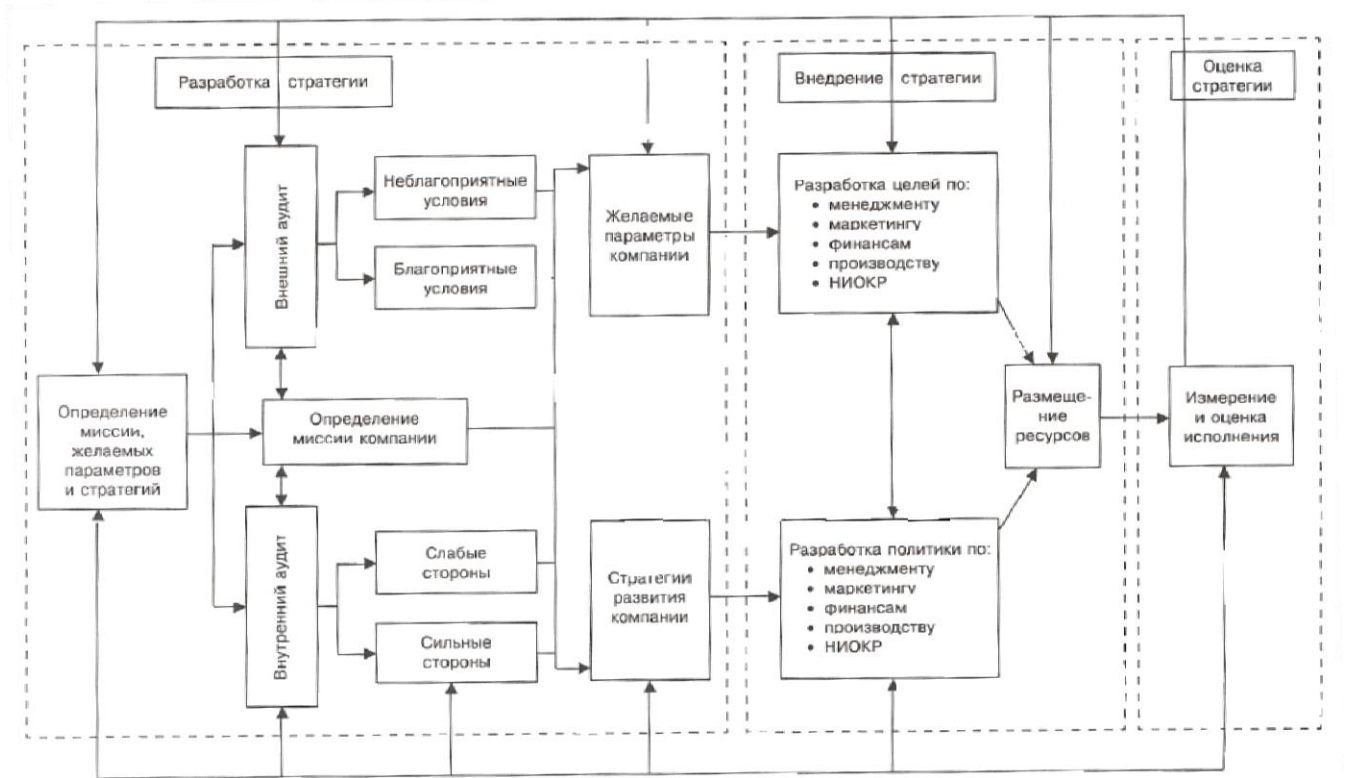 Разработка стратегии
Внедрение стратегии
Оценка
стратегии
Внешний аудит
Неблагоприятные
условия
Благоприятные
условия
Желаемые
параметры
компании
Разработка целей по:
• менеджменту
• маркетингу
• финансам
• производству
• НИОКР
Определение
миссии,
желаемых
параметров
и стратегий
Определение
миссии компании
Размеще-
ние
ресурсов
Измерение
и оценка
исполнения
Внутренний аудит
Слабые
стороны
Сильные
стороны
Стратегии
развития
компании
Разработка политики по:
• менеджменту
• маркетингу
• финансам
• производству
• НИОКР